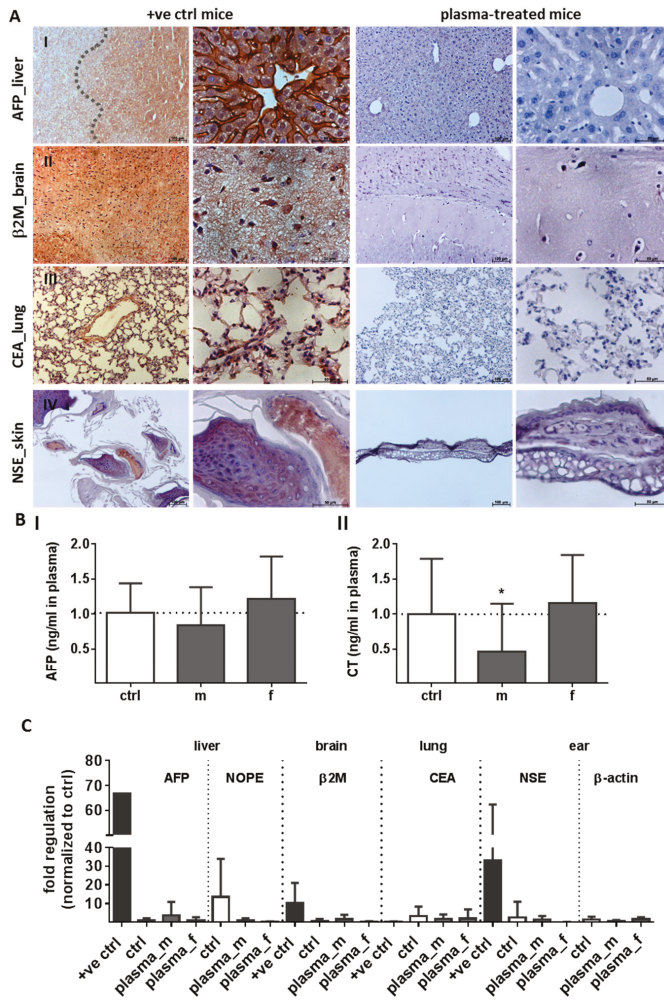 A
+ve ctrl mice
plasma-treated mice
AFP_liver
I
β2M_brain
II
CEA_lung
III
NSE_skin
IV
B
I
II
AFP (ng/ml in plasma)
2.0
1.5
1.0
0.5
ctrl
m
f
CT (ng/ml in plasma)
2.0
1.5
1.0
0.5
*
ctrl
m
f
C
liver
brain
lung
ear
AFP
NOPE
β2M
CEA
NSE
β-actin
fold regulation
(normalized to ctrl)
80
70
60
40
30
20
10
+ve ctrl
ctrl
plasma_m
plasma_f
ctrl
plasma_m
plasma_f
+ve ctrl
ctrl
plasma_m
plasma_f
+ve ctrl
ctrl
plasma_m
plasma_f
+ve ctrl
ctrl
plasma_m
plasma_f
ctrl
plasma_m
plasma_f